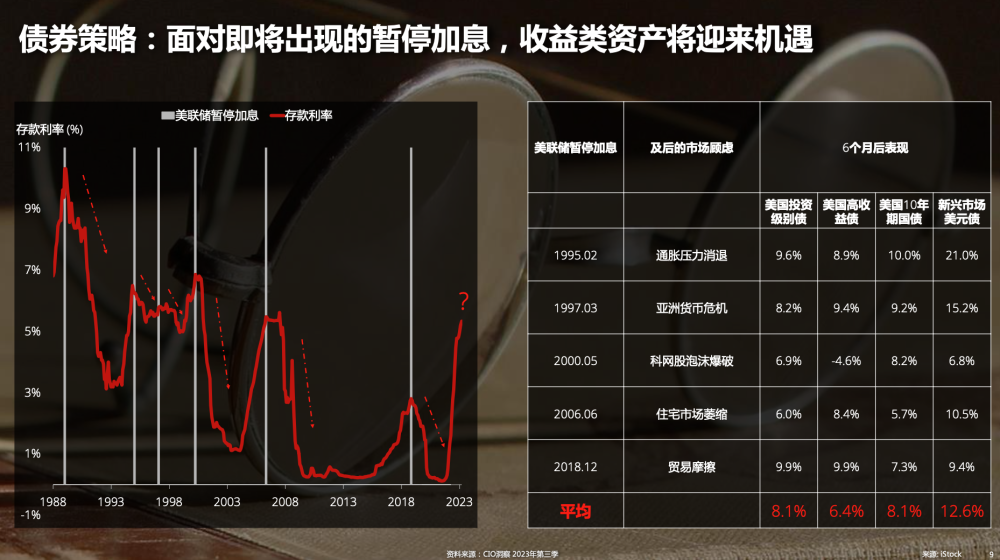 债券策略：面对即将出现的暂停加息，收益类资产将迎来机遇
美联储暂停加息 存款利率
存款利率 (%)
11%
9%
7%
5%
3%
1%
-1%
1988 1993 1998 2003 2008 2013 2018 2023
?
美联储暂停加息 及后的市场顾虑 6个月后表现
美国投资级别债 美国高收益债 美国10年期国债 新兴市场美元债
1995.02 通胀压力消退 9.6% 8.9% 10.0% 21.0%
1997.03 亚洲货币危机 8.2% 9.4% 9.2% 15.2%
2000.05 科网股泡沫爆破 6.9% -4.6% 8.2% 6.8%
2006.06 住宅市场萎缩 6.0% 8.4% 5.7% 10.5%
2018.12 贸易摩擦 9.9% 9.9% 7.3% 9.4%
平均 8.1% 6.4% 8.1% 12.6%
资料来源：CIO洞察 2023年第三季
来源: iStock 9